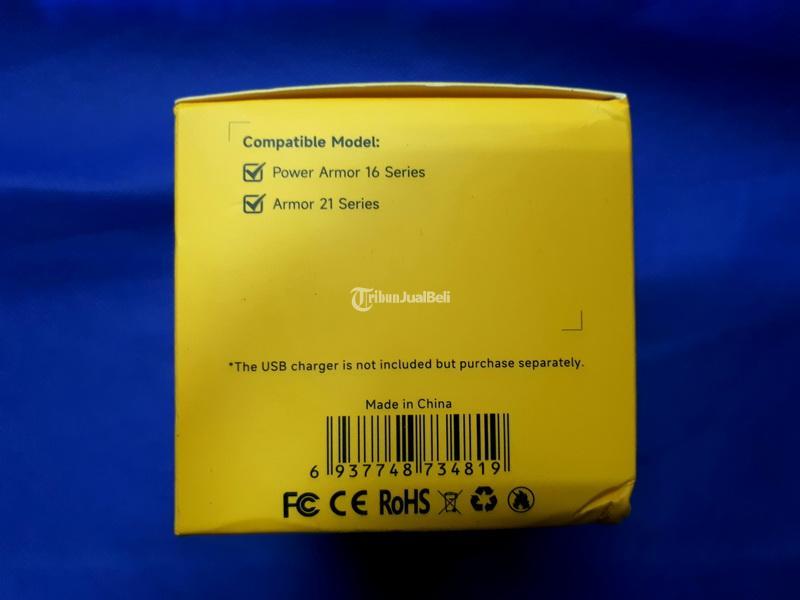 Compatible Model:
Power Armor 16 Series
Armor 21 Series
TribunJualBeli
*The USB charger is not included but purchase separately.
Made in China
6 937748 734819
FC CE RoHS